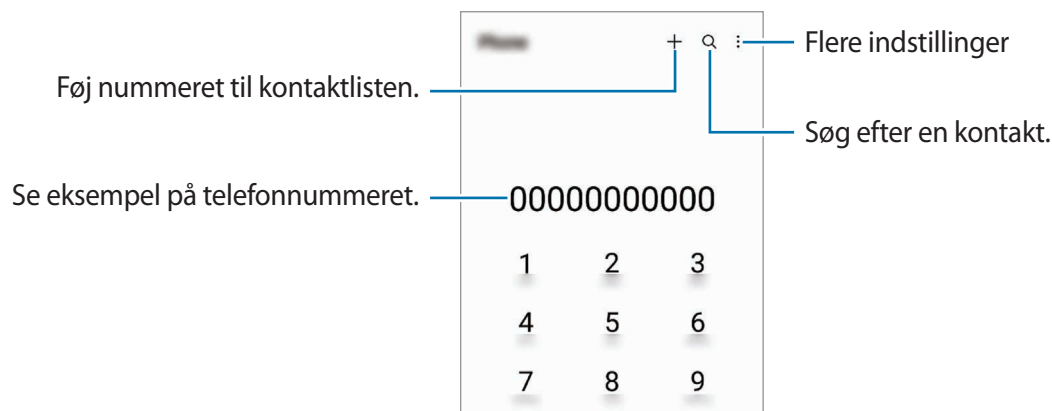 Flere indstillinger
Føj nummeret til kontaktlisten.
Søg efter en kontakt.
Se eksempel på telefonnummeret.
00000000000
1 2 3
4 5 6
7 8 9